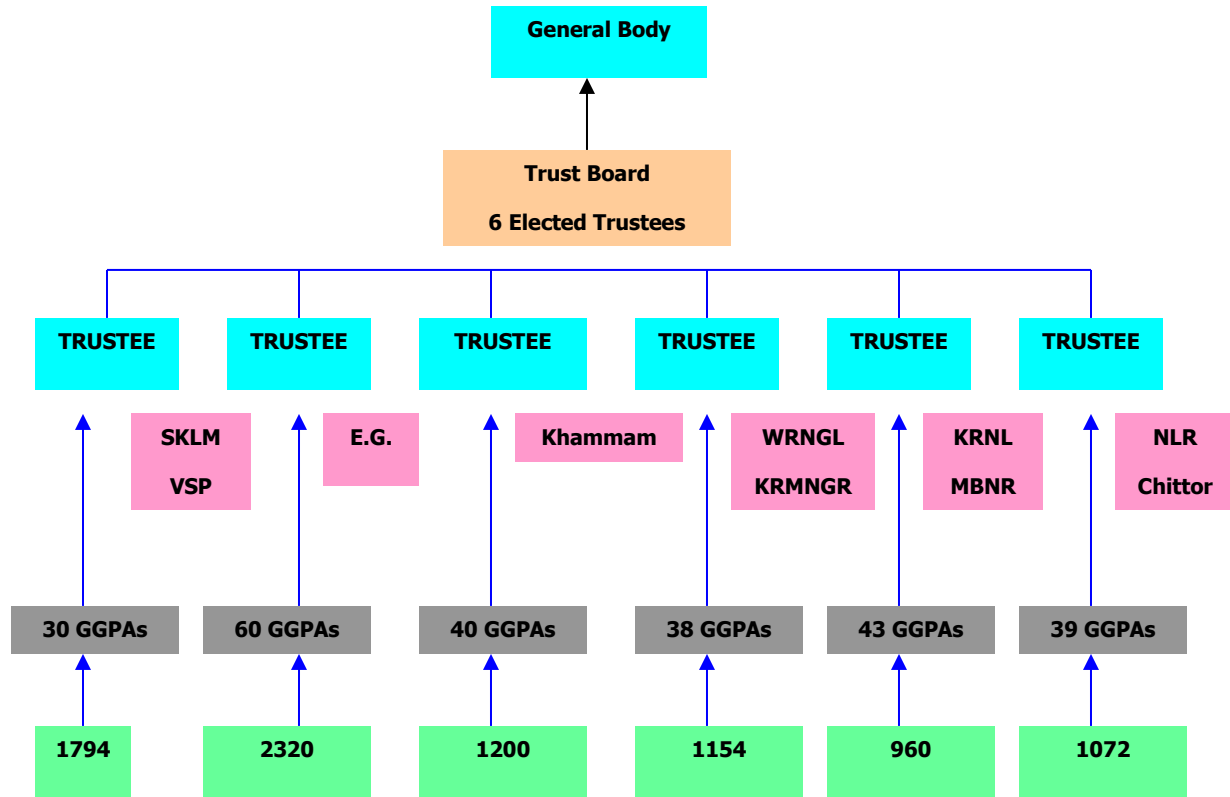 General Body
Trust Board
6 Elected Trustees
TRUSTEE
TRUSTEE
TRUSTEE
TRUSTEE
TRUSTEE
TRUSTEE
SKLM
VSP
E.G.
Khammam
WRNGL
KRMNGR
KRNL
MBNR
NLR
Chittor
30 GGPAs
60 GGPAs
40 GGPAs
38 GGPAs
43 GGPAs
39 GGPAs
1794
2320
1200
1154
960
1072